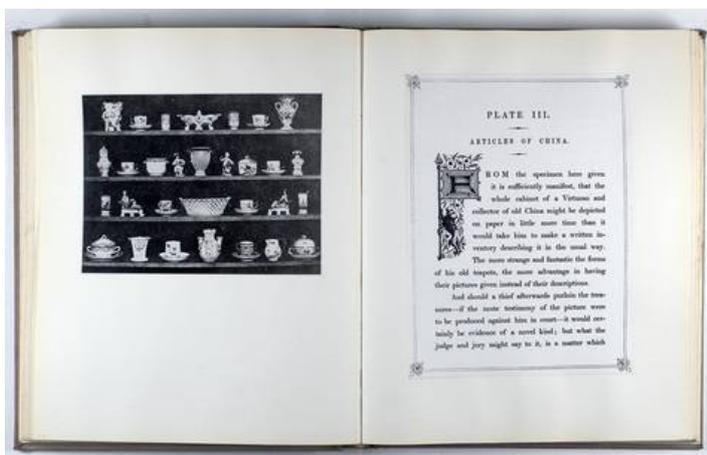 PLATE III.
ARTICLES OF CHINA.
FROM the specimen here given
it is sufficiently manifest, that the
whole cabinet of a Virtuoso and
collector of old China might be depicted
on paper in little more time than it
would take him to make a written in-
ventory describing it in the usual way.
The more strange and fantastic the forms
of his old teapots, the more advantage in having
their pictures given instead of their descriptions.
And should a thief afterwards purloin the trea-
sures—if the mute testimony of the picture were
to be produced against him in court—it would cer-
tainly be evidence of a novel kind; but what the
judge and jury might say to it, is a matter which